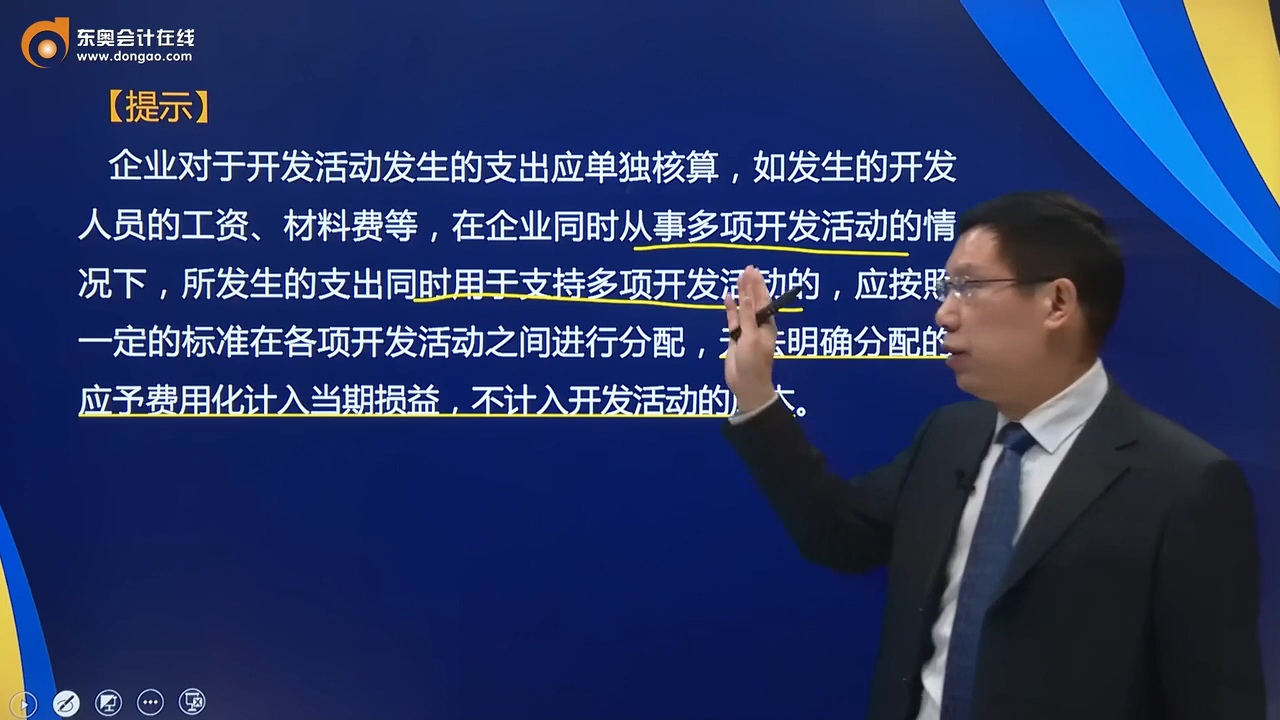 东奥会计在线
www.dongao.com
【提示】
企业对于开发活动发生的支出应单独核算，如发生的开发
人员的工资、材料费等，在企业同时从事多项开发活动的情
况下，所发生的支出同时用于支持多项开发活动的，应按照
一定的标准在各项开发活动之间进行分配，无法明确分配的
应予费用化计入当期损益，不计入开发活动的。